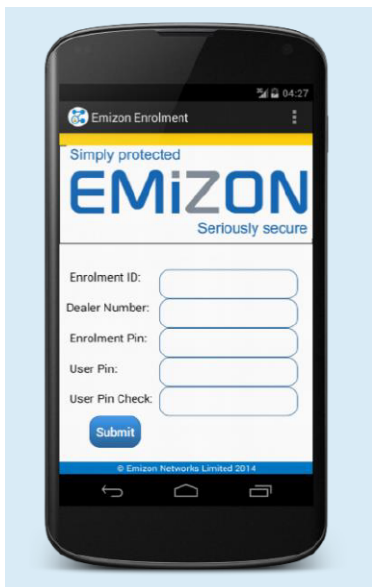 04:27
Emizon Enrolment
Simply protected
EMiZON
Seriously secure
Enrolment ID:
Dealer Number:
Enrolment Pin:
User Pin:
User Pin Check:
Submit
© Emizon Networks Limited 2014